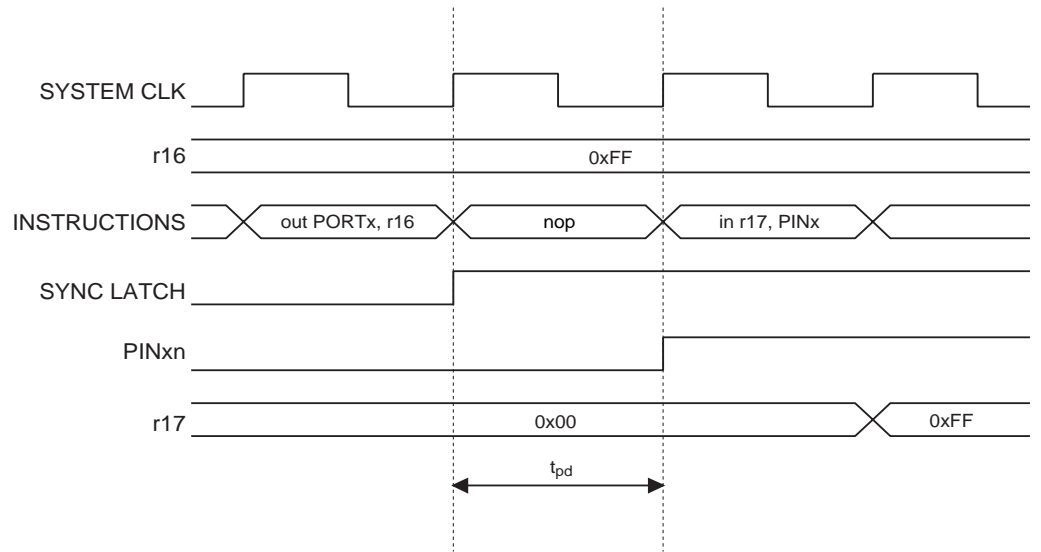 SYSTEM CLK
r16
0xFF
INSTRUCTIONS
out PORTx, r16
nop
in r17, PINx
SYNC LATCH
PINxn
r17
0x00
0xFF
tpd